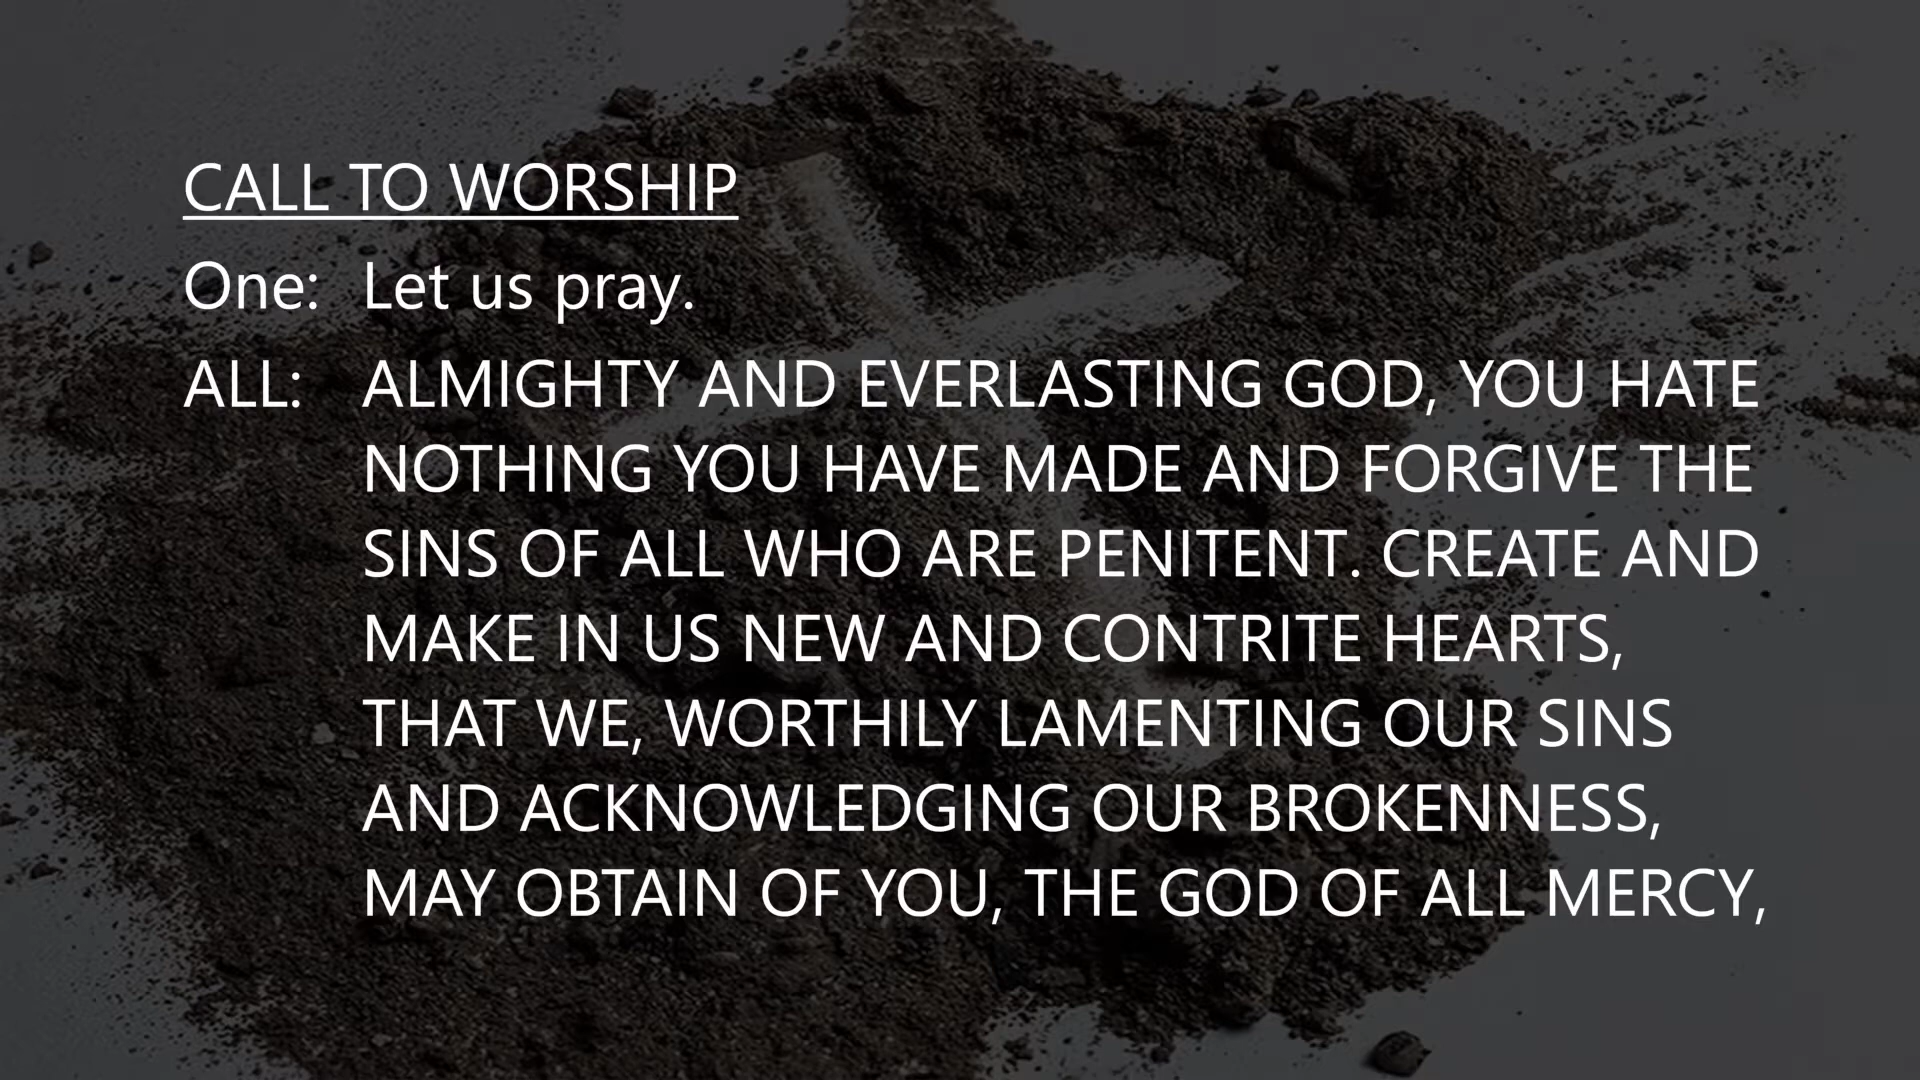 CALL TO WORSHIP
One: Let us pray.
ALL: ALMIGHTY AND EVERLASTING GOD, YOU HATE
NOTHING YOU HAVE MADE AND FORGIVE THE
SINS OF ALL WHO ARE PENITENT. CREATE AND
MAKE IN US NEW AND CONTRITE HEARTS,
THAT WE, WORTHILY LAMENTING OUR SINS
AND ACKNOWLEDGING OUR BROKENNESS,
MAY OBTAIN OF YOU, THE GOD OF ALL MERCY,